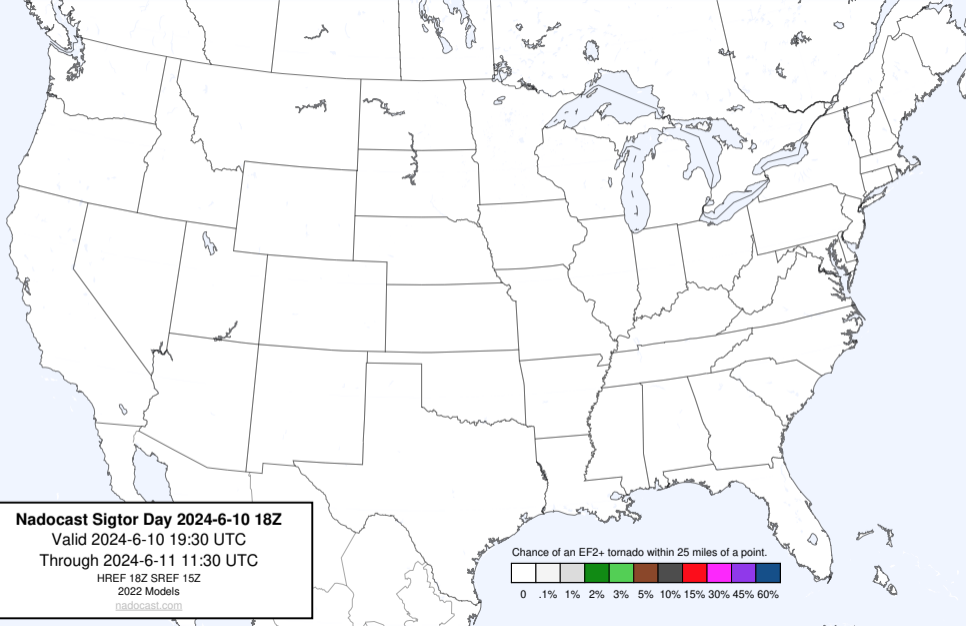 Nadocast Sigtor Day 2024-6-10 18Z
Valid 2024-6-10 19:30 UTC
Through 2024-6-11 11:30 UTC
HREF 18Z SREF 15Z
2022 Models
nadocast.com
Chance of an EF2+ tornado within 25 miles of a point.
0 .1% 1% 2% 3% 5% 10% 15% 30% 45% 60%